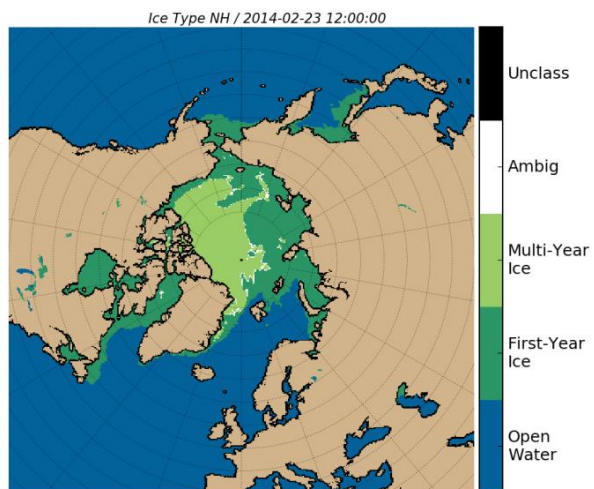 Ice Type NH / 2014-02-23 12:00:00
Unclass
Ambig
Multi-Year
Ice
First-Year
Ice
Open
Water